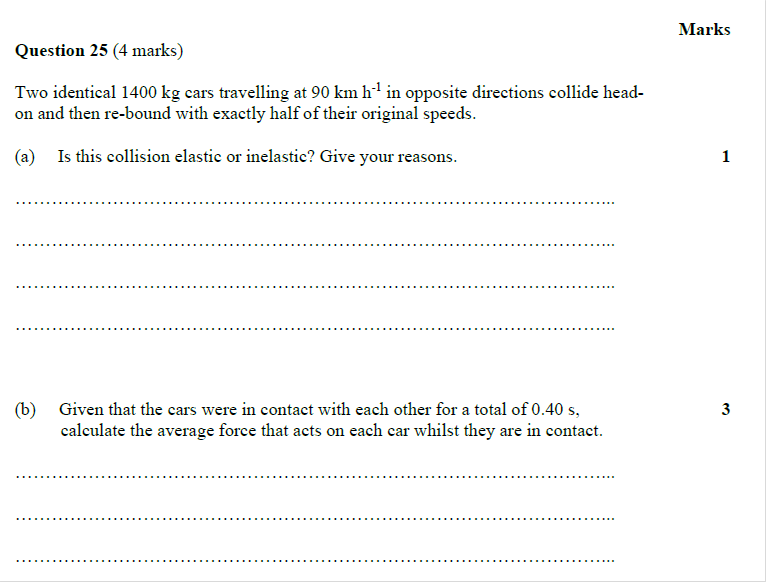 Marks
Question 25 (4 marks)
Two identical 1400 kg cars travelling at 90 km h-1 in opposite directions collide head-
on and then re-bound with exactly half of their original speeds.
(a) Is this collision elastic or inelastic? Give your reasons. 1
(b) Given that the cars were in contact with each other for a total of 0.40 s, 3
calculate the average force that acts on each car whilst they are in contact.